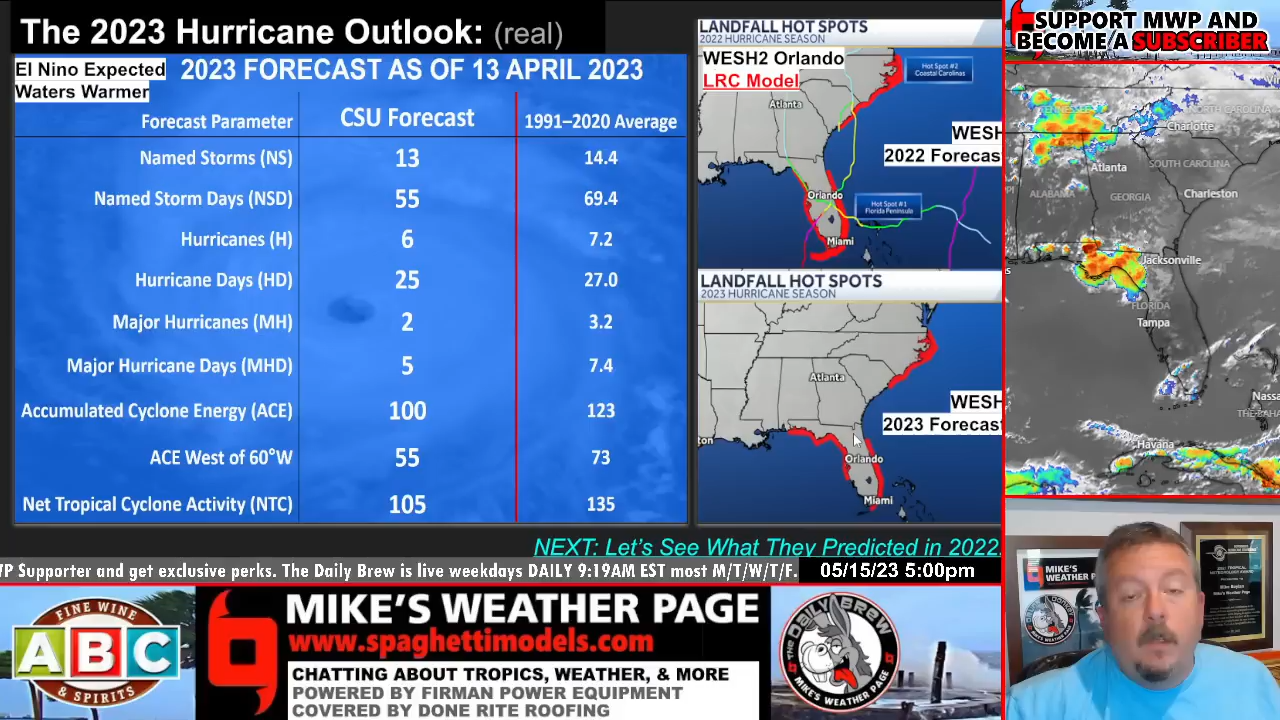 The 2023 Hurricane Outlook: (real)
El Nino Expected
Waters Warmer
2023 FORECAST AS OF 13 APRIL 2023
Forecast Parameter CSU Forecast 1991–2020 Average
Named Storms (NS) 13 14.4
Named Storm Days (NSD) 55 69.4
Hurricanes (H) 6 7.2
Hurricane Days (HD) 25 27.0
Major Hurricanes (MH) 2 3.2
Major Hurricane Days (MHD) 5 7.4
Accumulated Cyclone Energy (ACE) 100 123
ACE West of 60°W 55 73
Net Tropical Cyclone Activity (NTC) 105 135
LANDFALL HOT SPOTS
2022 HURRICANE SEASON
WESH2 Orlando
LRC Model
Hot Spot #2
Coastal Carolinas
Atlanta
WESH
2022 Forecas
Orlando
Hot Spot #1
Florida Peninsula
Miami
LANDFALL HOT SPOTS
2023 HURRICANE SEASON
Atlanta
WESH
2023 Forecas
ton
Orlando
Miami
NEXT: Let's See What They Predicted in 2022
SUPPORT MWP AND
BECOME A SUBSCRIBER
NORTH CAROLINA
Charlotte
Atlanta
SOUTH CAROLINA
ALABAMA
GEORGIA
Charleston
Jacksonville
FLORIDA
Tampa
Nassa
THE BAHA
Havana
VP Supporter and get exclusive perks. The Daily Brew is live weekdays DAILY 9:19AM EST most M/T/W/T/F.
05/15/23 5:00pm
FINE WINE
ABC
& SPIRITS
MIKE'S WEATHER PAGE
www.spaghettimodels.com
CHATTING ABOUT TROPICS, WEATHER, & MORE
POWERED BY FIRMAN POWER EQUIPMENT
COVERED BY DONE RITE ROOFING
THE DAILY BREW
MIKE'S WEATHER PAGE
MIKE'S WEATHER P